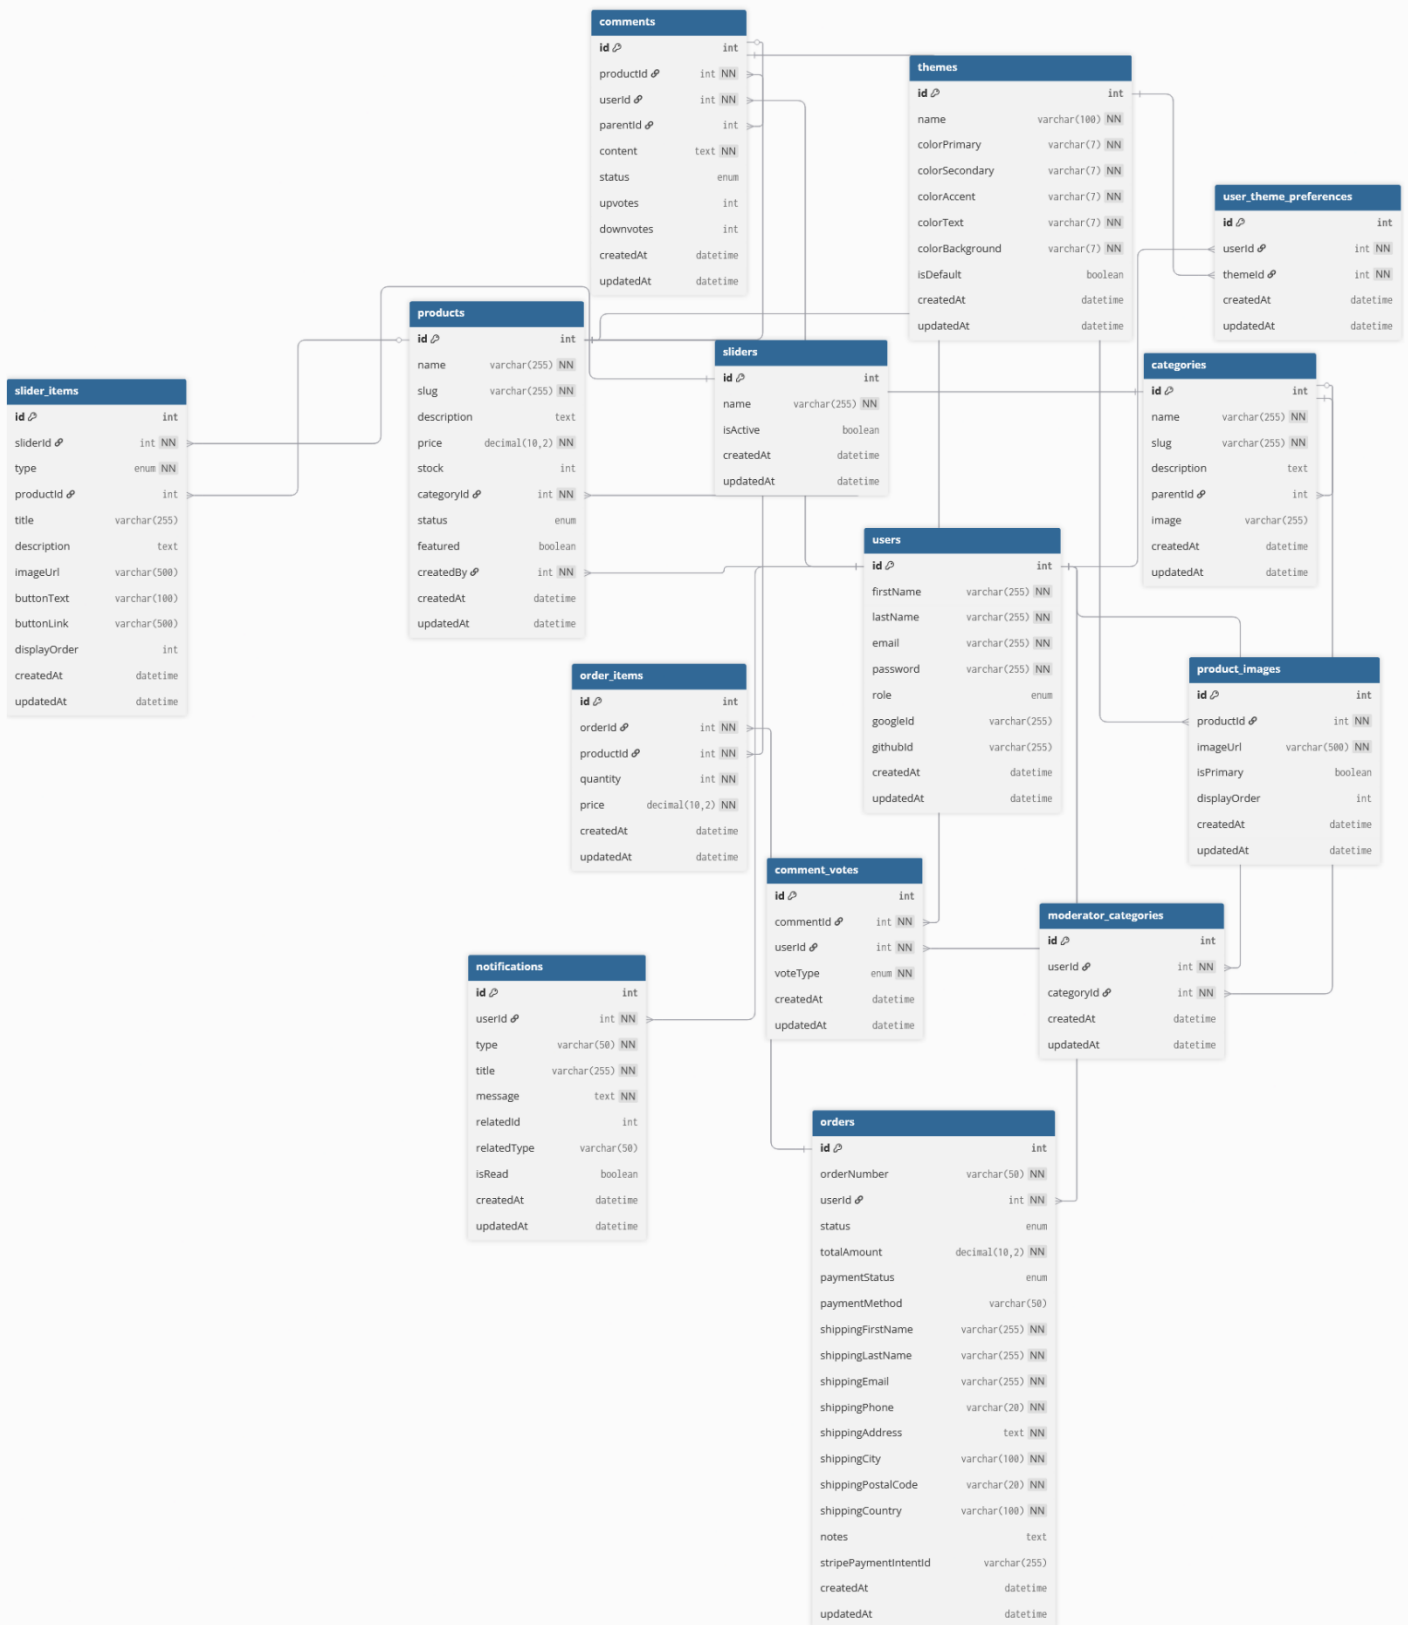 comments
id int
productId int NN
userId int NN
parentId int
content text NN
status enum
upvotes int
downvotes int
createdAt datetime
updatedAt datetime
themes
id int
name varchar(100) NN
colorPrimary varchar(7) NN
colorSecondary varchar(7) NN
colorAccent varchar(7) NN
colorText varchar(7) NN
colorBackground varchar(7) NN
isDefault boolean
createdAt datetime
updatedAt datetime
user_theme_preferences
id int
userId int NN
themeId int NN
createdAt datetime
updatedAt datetime
products
id int
name varchar(255) NN
slug varchar(255) NN
description text
price decimal(10,2) NN
stock int
categoryId int NN
status enum
featured boolean
createdBy int NN
createdAt datetime
updatedAt datetime
sliders
id int
name varchar(255) NN
isActive boolean
createdAt datetime
updatedAt datetime
categories
id int
name varchar(255) NN
slug varchar(255) NN
description text
parentId int
image varchar(255)
createdAt datetime
updatedAt datetime
slider_items
id int
sliderId int NN
type enum NN
productId int
title varchar(255)
description text
imageUrl varchar(500)
buttonText varchar(100)
buttonLink varchar(500)
displayOrder int
createdAt datetime
updatedAt datetime
users
id int
firstName varchar(255) NN
lastName varchar(255) NN
email varchar(255) NN
password varchar(255) NN
role enum
googleId varchar(255)
githubId varchar(255)
createdAt datetime
updatedAt datetime
order_items
id int
orderId int NN
productId int NN
quantity int NN
price decimal(10,2) NN
createdAt datetime
updatedAt datetime
product_images
id int
productId int NN
imageUrl varchar(500) NN
isPrimary boolean
displayOrder int
createdAt datetime
updatedAt datetime
comment_votes
id int
commentId int NN
userId int NN
voteType enum NN
createdAt datetime
updatedAt datetime
moderator_categories
id int
userId int NN
categoryId int NN
createdAt datetime
updatedAt datetime
notifications
id int
userId int NN
type varchar(50) NN
title varchar(255) NN
message text NN
relatedId int
relatedType varchar(50)
isRead boolean
createdAt datetime
updatedAt datetime
orders
id int
orderNumber varchar(50) NN
userId int NN
status enum
totalAmount decimal(10,2) NN
paymentStatus enum
paymentMethod varchar(50)
shippingFirstName varchar(255) NN
shippingLastName varchar(255) NN
shippingEmail varchar(255) NN
shippingPhone varchar(20) NN
shippingAddress text NN
shippingCity varchar(100) NN
shippingPostalCode varchar(20) NN
shippingCountry varchar(100) NN
notes text
stripePaymentIntentId varchar(255)
createdAt datetime
updatedAt datetime